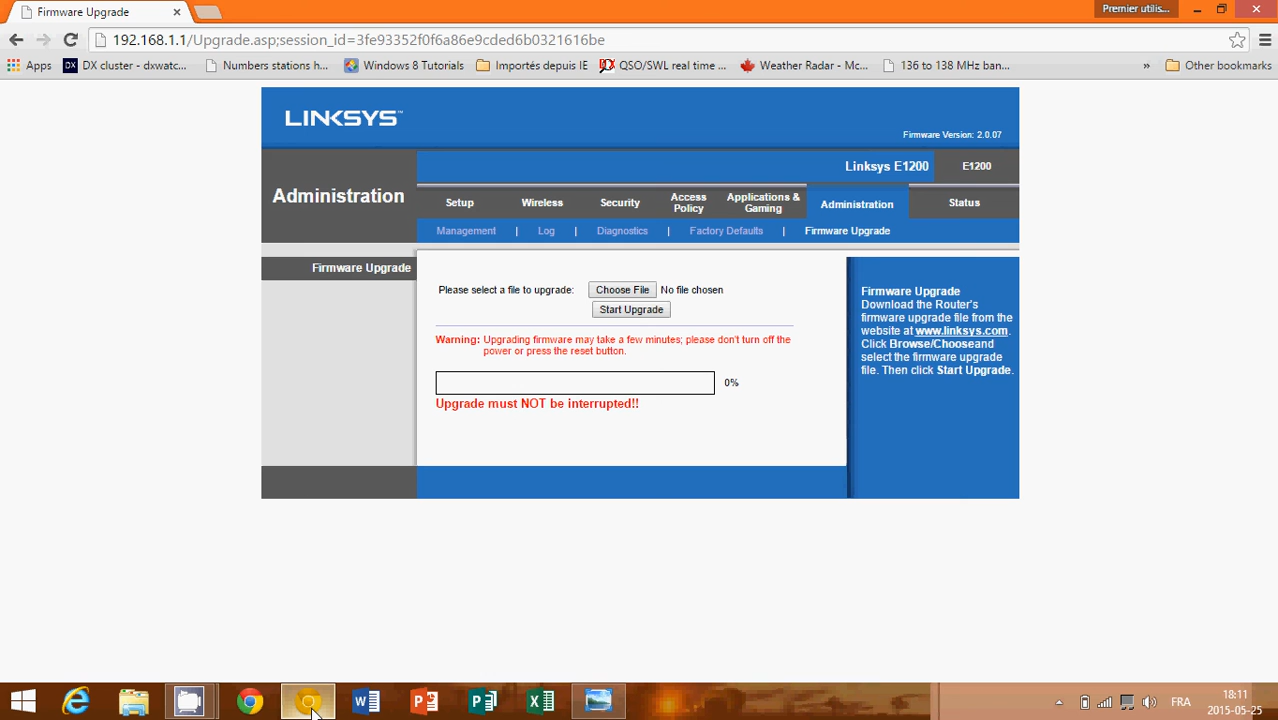 Firmware Upgrade
Premier utilis...
192.168.1.1/Upgrade.asp;session_id=3fe93352f0f6a86e9cded6b0321616be
Apps DX cluster - dxwatc... Numbers stations h... Windows 8 Tutorials Importés depuis IE QSO/SWL real time ... Weather Radar - Mc... 136 to 138 MHz ban... » Other bookmarks
LINKSYS™
Firmware Version: 2.0.07
Linksys E1200 E1200
Administration
Setup Wireless Security Access Policy Applications & Gaming Administration Status
Management | Log | Diagnostics | Factory Defaults | Firmware Upgrade
Firmware Upgrade
Please select a file to upgrade: Choose File No file chosen
Start Upgrade
Warning: Upgrading firmware may take a few minutes; please don't turn off the
power or press the reset button.
0%
Upgrade must NOT be interrupted!!
Firmware Upgrade
Download the Router's
firmware upgrade file from the
website at www.linksys.com.
Click Browse/Chooseand
select the firmware upgrade
file. Then click Start Upgrade.
FRA
18:11
2015-05-25